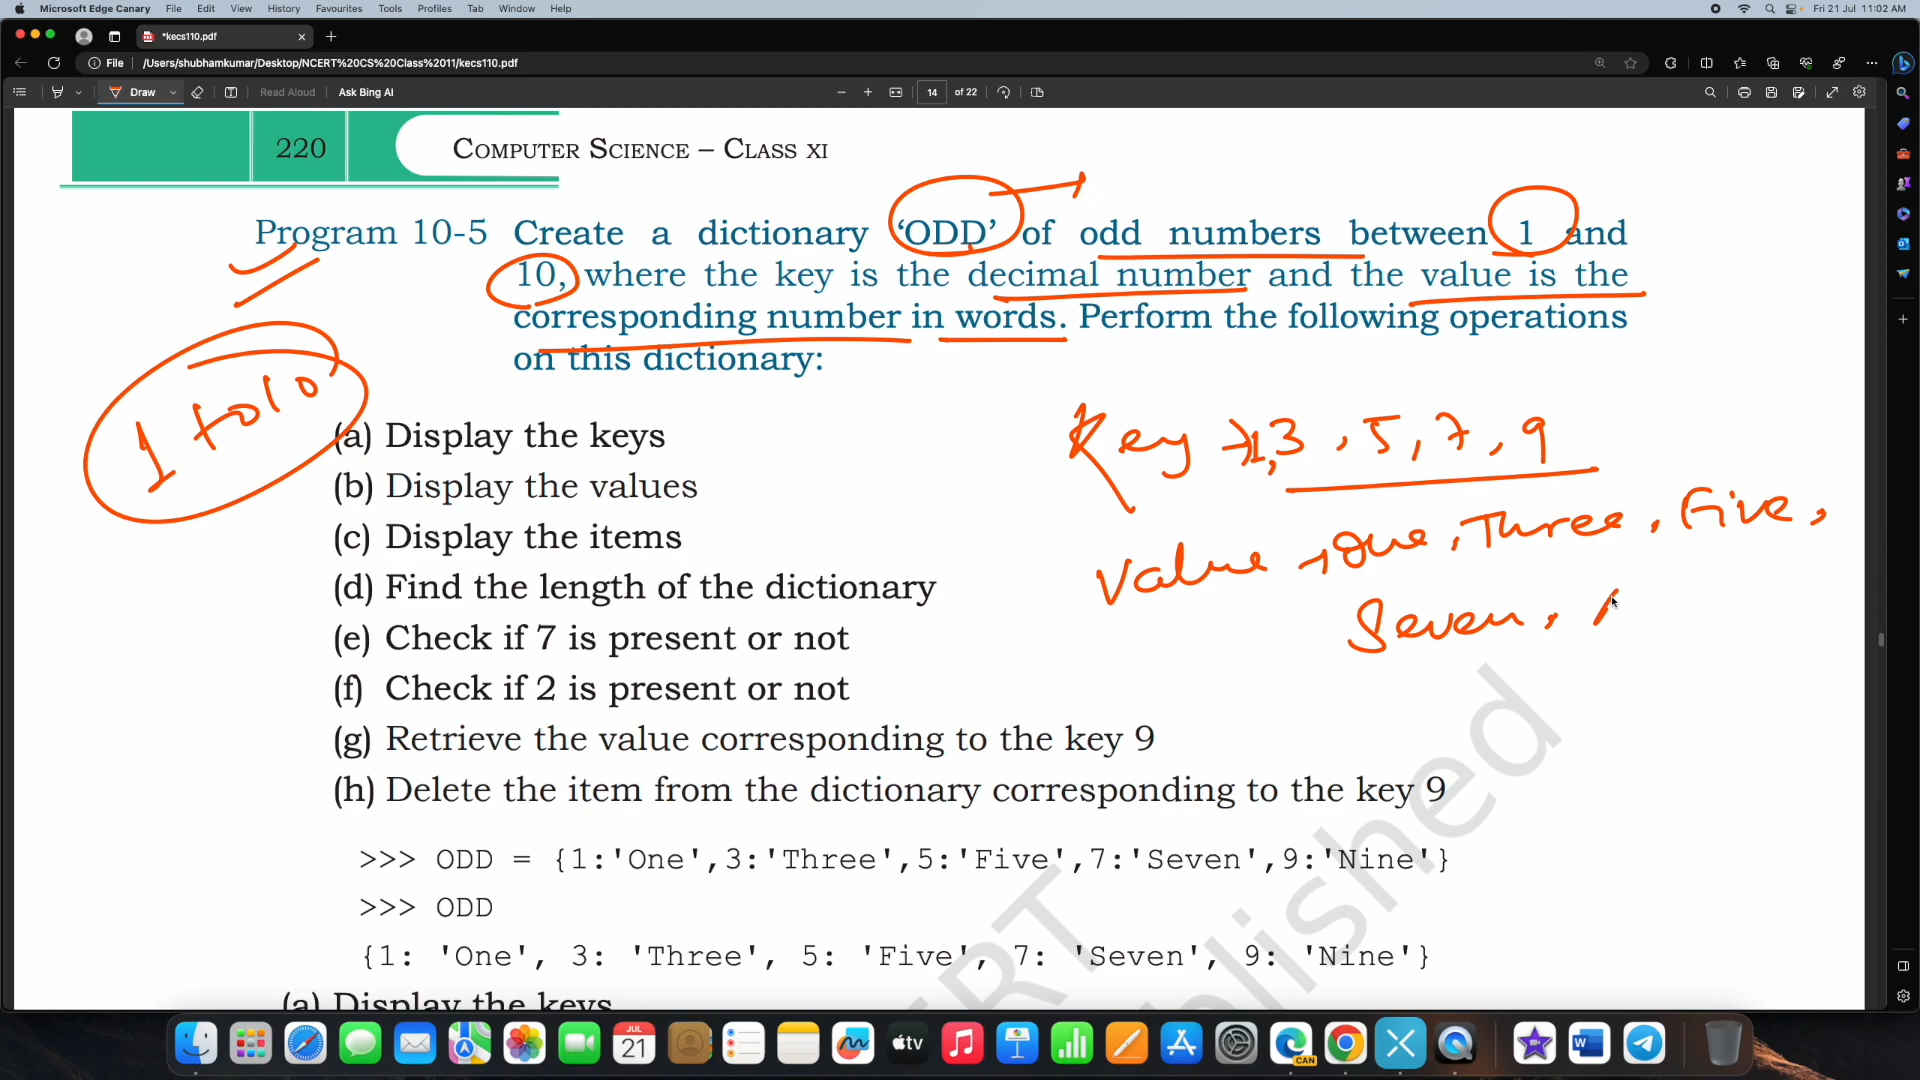 Microsoft Edge Canary File Edit View History Favourites Tools Profiles Tab Window Help Fri 21 Jul 11:02 AM
*kecs110.pdf
File /Users/shubhamkumar/Desktop/NCERT%20CS%20Class%2011/kecs110.pdf
Draw Read Aloud Ask Bing AI 14 of 22
220 COMPUTER SCIENCE – CLASS XI
Program 10-5 Create a dictionary ‘ODD’ of odd numbers between 1 and
10, where the key is the decimal number and the value is the
corresponding number in words. Perform the following operations
on this dictionary:
1 to 10
(a) Display the keys
Key → 1, 3, 5, 7, 9
(b) Display the values
(c) Display the items
Value → One, Three, Five,
(d) Find the length of the dictionary
Seven,
(e) Check if 7 is present or not
(f) Check if 2 is present or not
(g) Retrieve the value corresponding to the key 9
(h) Delete the item from the dictionary corresponding to the key 9
>>> ODD = {1:'One',3:'Three',5:'Five',7:'Seven',9:'Nine'}
>>> ODD
{1: 'One', 3: 'Three', 5: 'Five', 7: 'Seven', 9: 'Nine'}
(a) Display the keys
JUL
21
tv
CAN
W